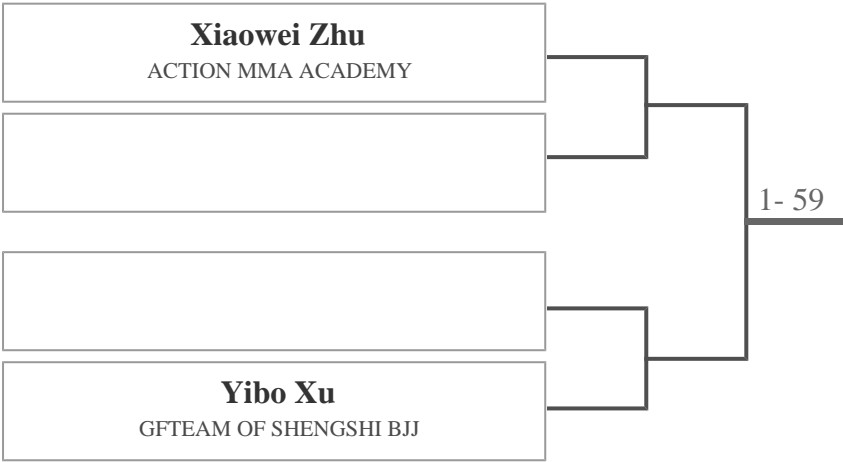 Xiaowei Zhu
ACTION MMA ACADEMY
1- 59
Yibo Xu
GFTEAM OF SHENGSHI BJJ